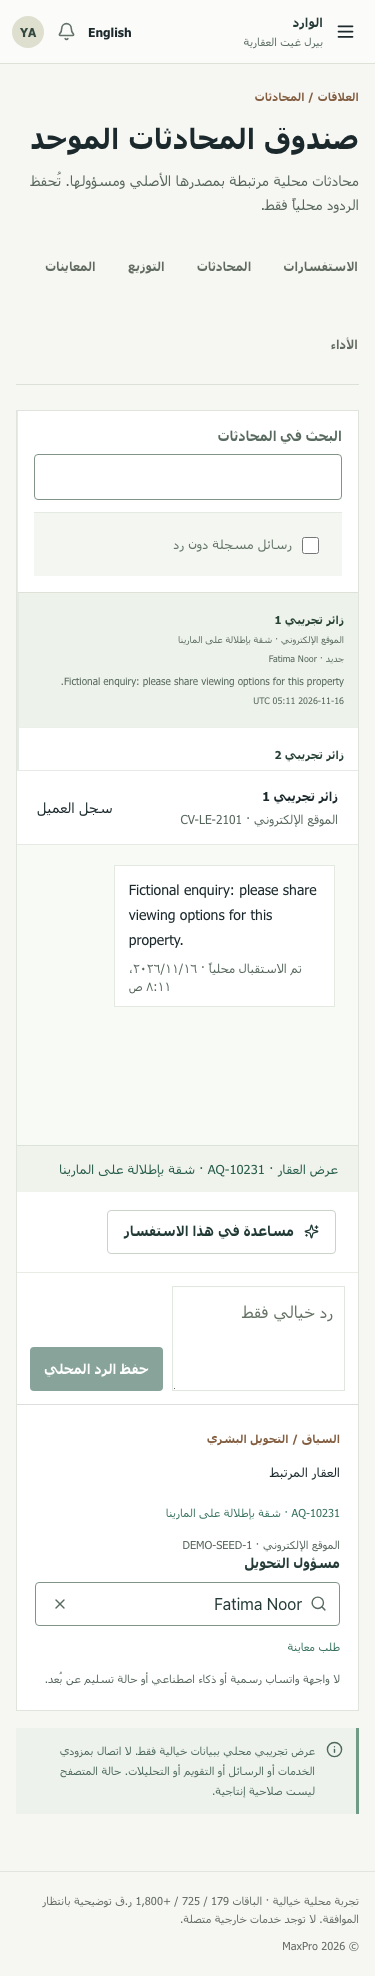 الوارد
بيرل غيت العقارية
English
YA
العلاقات / المحادثات
صندوق المحادثات الموحد
محادثات محلية مرتبطة بمصدرها الأصلي ومسؤولها. تُحفظ
الردود محلياً فقط.
الاستفسارات
المحادثات
التوزيع
المعاينات
الأداء
البحث في المحادثات
رسائل مسجلة دون رد
زائر تجريبي 1
الموقع الإلكتروني · شقة بإطلالة على المارينا
جديد · Fatima Noor
Fictional enquiry: please share viewing options for this property.
2026-11-16 05:11 UTC
زائر تجريبي 2
زائر تجريبي 1
الموقع الإلكتروني · CV-LE-2101
سجل العميل
Fictional enquiry: please share
viewing options for this
property.
تم الاستقبال محلياً · ٢٠٢٦/١١/١٦،
٨:١١ ص
عرض العقار · AQ-10231 · شقة بإطلالة على المارينا
مساعدة في هذا الاستفسار
رد خيالي فقط
حفظ الرد المحلي
السياق / التحويل البشري
العقار المرتبط
AQ-10231 · شقة بإطلالة على المارينا
الموقع الإلكتروني · DEMO-SEED-1
مسؤول التحويل
Fatima Noor
طلب معاينة
لا واجهة واتساب رسمية أو ذكاء اصطناعي أو حالة تسليم عن بُعد.
عرض تجريبي محلي ببيانات خيالية فقط. لا اتصال بمزودي
الخدمات أو الرسائل أو التقويم أو التحليلات. حالة المتصفح
ليست صلاحية إنتاجية.
تجربة محلية خيالية · الباقات 179 / 725 / +1,800 ر.ق توضيحية بانتظار
الموافقة. لا توجد خدمات خارجية متصلة.
© 2026 MaxPro